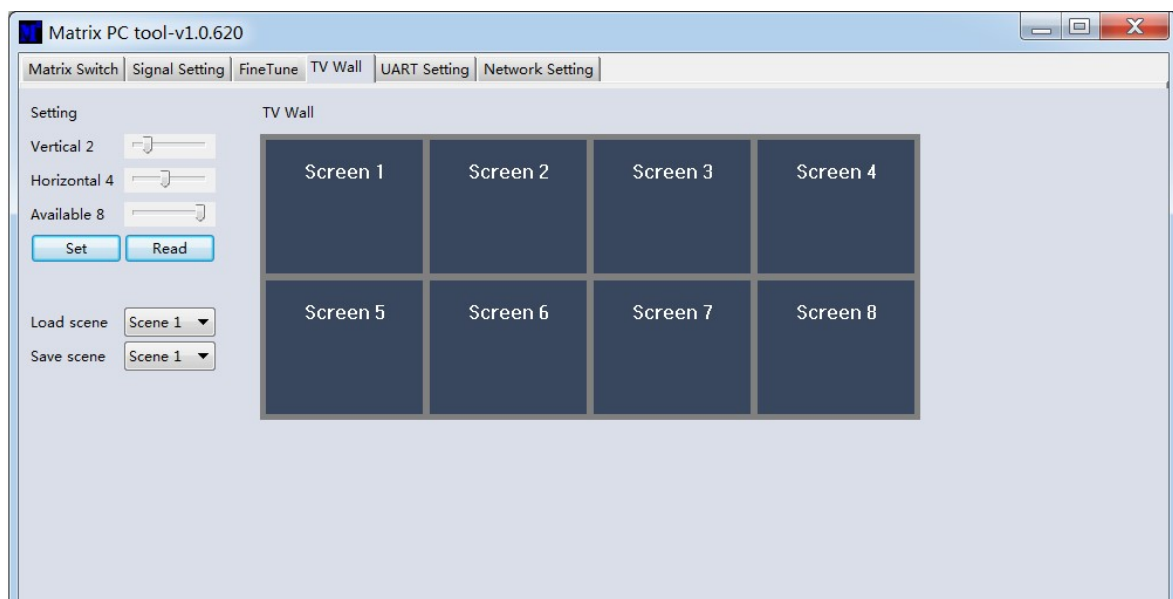 Matrix PC tool-v1.0.620
Matrix Switch Signal Setting FineTune TV Wall UART Setting Network Setting
Setting TV Wall
Vertical 2
Horizontal 4
Available 8
Set Read
Load scene Scene 1
Save scene Scene 1
Screen 1 Screen 2 Screen 3 Screen 4
Screen 5 Screen 6 Screen 7 Screen 8